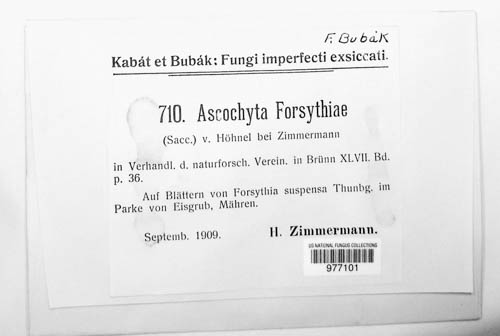 F. Bubák
Kabát et Bubák: Fungi imperfecti exsiccati.
710. Ascochyta Forsythiae
(Sacc.) v. Höhnel bei Zimmermann
in Verhandl. d. naturforsch. Verein. in Brünn XLVII. Bd.
p. 36.
Auf Blättern von Forsythia suspensa Thunbg. im
Parke von Eisgrub, Mähren.
Septemb. 1909. H. Zimmermann.
US NATIONAL FUNGUS COLLECTIONS
977101